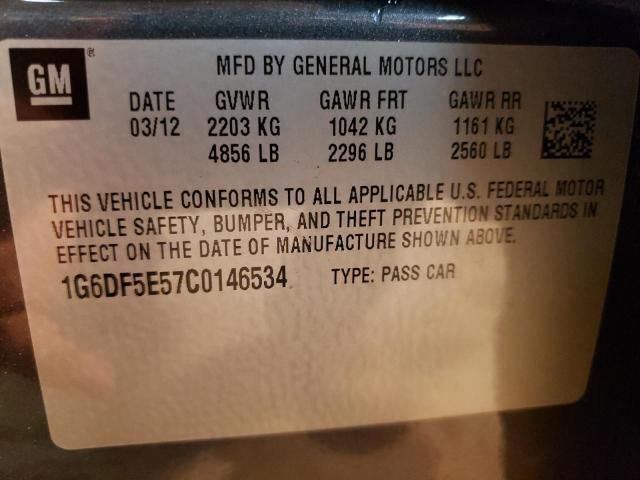 GM ®
MFD BY GENERAL MOTORS LLC
DATE GVWR GAWR FRT GAWR RR
03/12 2203 KG 1042 KG 1161 KG
4856 LB 2296 LB 2560 LB
THIS VEHICLE CONFORMS TO ALL APPLICABLE U.S. FEDERAL MOTOR
VEHICLE SAFETY, BUMPER, AND THEFT PREVENTION STANDARDS IN
EFFECT ON THE DATE OF MANUFACTURE SHOWN ABOVE.
1G6DF5E57C0146534 TYPE: PASS CAR